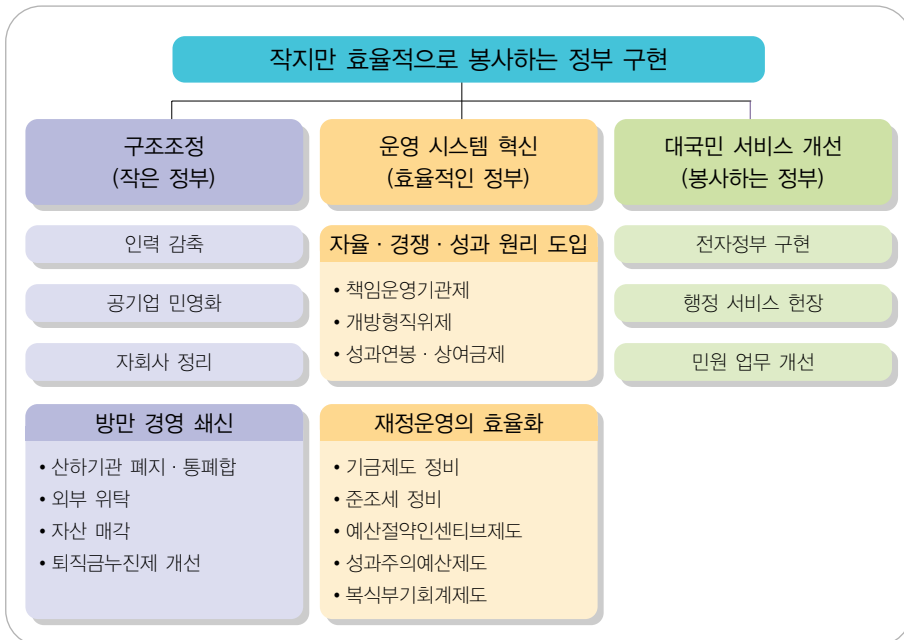 작지만 효율적으로 봉사하는 정부 구현
구조조정
(작은 정부)
인력 감축
공기업 민영화
자회사 정리
방만 경영 쇄신
• 산하기관 폐지 · 통폐합
• 외부 위탁
• 자산 매각
• 퇴직금누진제 개선
운영 시스템 혁신
(효율적인 정부)
자율 · 경쟁 · 성과 원리 도입
• 책임운영기관제
• 개방형직위제
• 성과연봉 · 상여금제
재정운영의 효율화
• 기금제도 정비
• 준조세 정비
• 예산절약인센티브제도
• 성과주의예산제도
• 복식부기회계제도
대국민 서비스 개선
(봉사하는 정부)
전자정부 구현
행정 서비스 헌장
민원 업무 개선